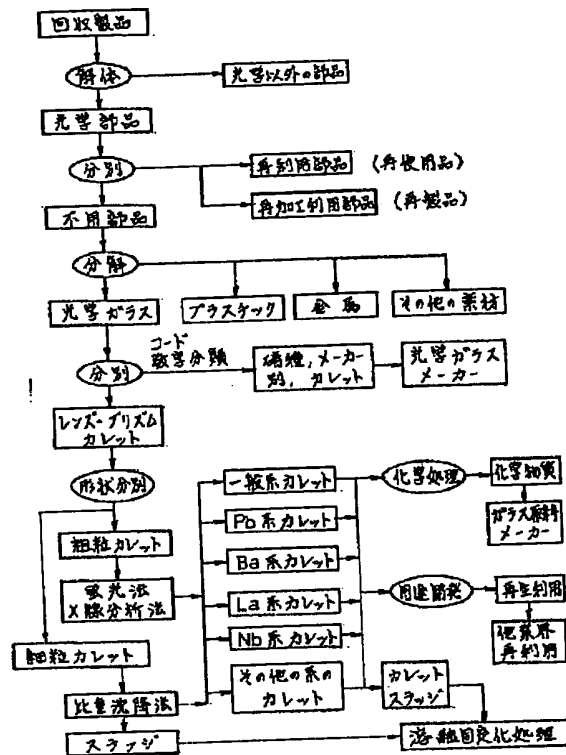 回収製品
解体
光学以外の部品
光学部品
分別
再利用部品 (再使用品)
再加工利用部品 (再製品)
不用部品
分解
光学ガラス
プラスチック
金属
その他の素材
コード
数字分類
分別
硝種,メーカー
別,カレット
光学ガラス
メーカー
レンズープリズム
カレット
形状分別
一般系カレット
化学処理
化学物質
細粒カレット
Pb系カレット
ガラス原料
メーカー
Ba系カレット
蛍光法
X線分析法
La系カレット
用途開発
再生利用
Nb系カレット
他業界
再利用
細粒カレット
その他の系の
カレット
カレット
スラッジ
比重沈降法
スラッジ
溶融固定化処理